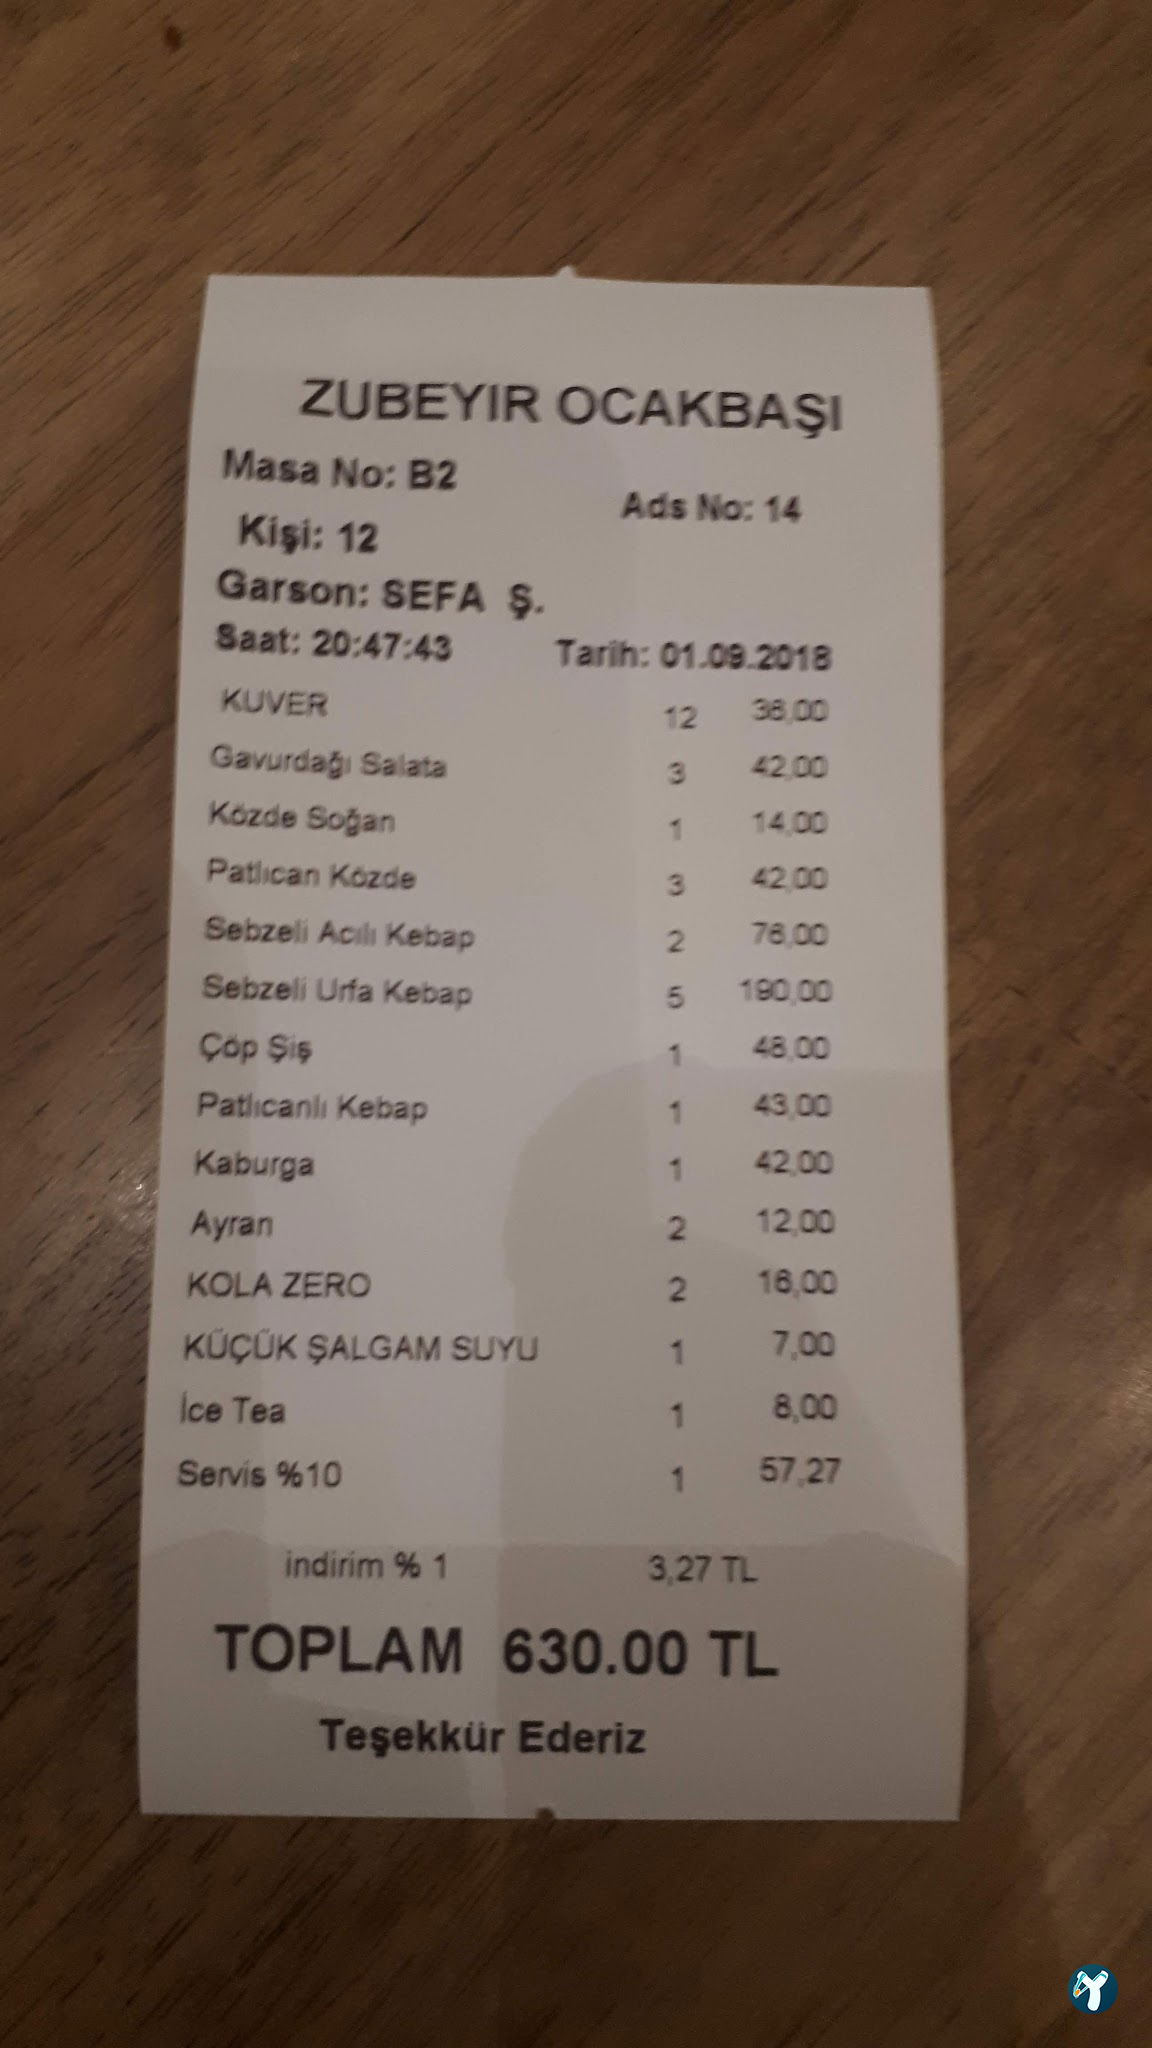 ZUBEYIR OCAKBAŞI
Masa No: B2
Ads No: 14
Kişi: 12
Garson: SEFA Ş.
Saat: 20:47:43 Tarih: 01.09.2018
KUVER 12 36,00
Gavurdağı Salata 3 42,00
Közde Soğan 1 14,00
Patlıcan Közde 3 42,00
Sebzeli Acılı Kebap 2 76,00
Sebzeli Urfa Kebap 5 190,00
Çöp Şiş 1 48,00
Patlıcanlı Kebap 1 43,00
Kaburga 1 42,00
Ayran 2 12,00
KOLA ZERO 2 16,00
KÜÇÜK ŞALGAM SUYU 1 7,00
İce Tea 1 8,00
Servis %10 1 57,27
indirim % 1 3,27 TL
TOPLAM 630.00 TL
Teşekkür Ederiz